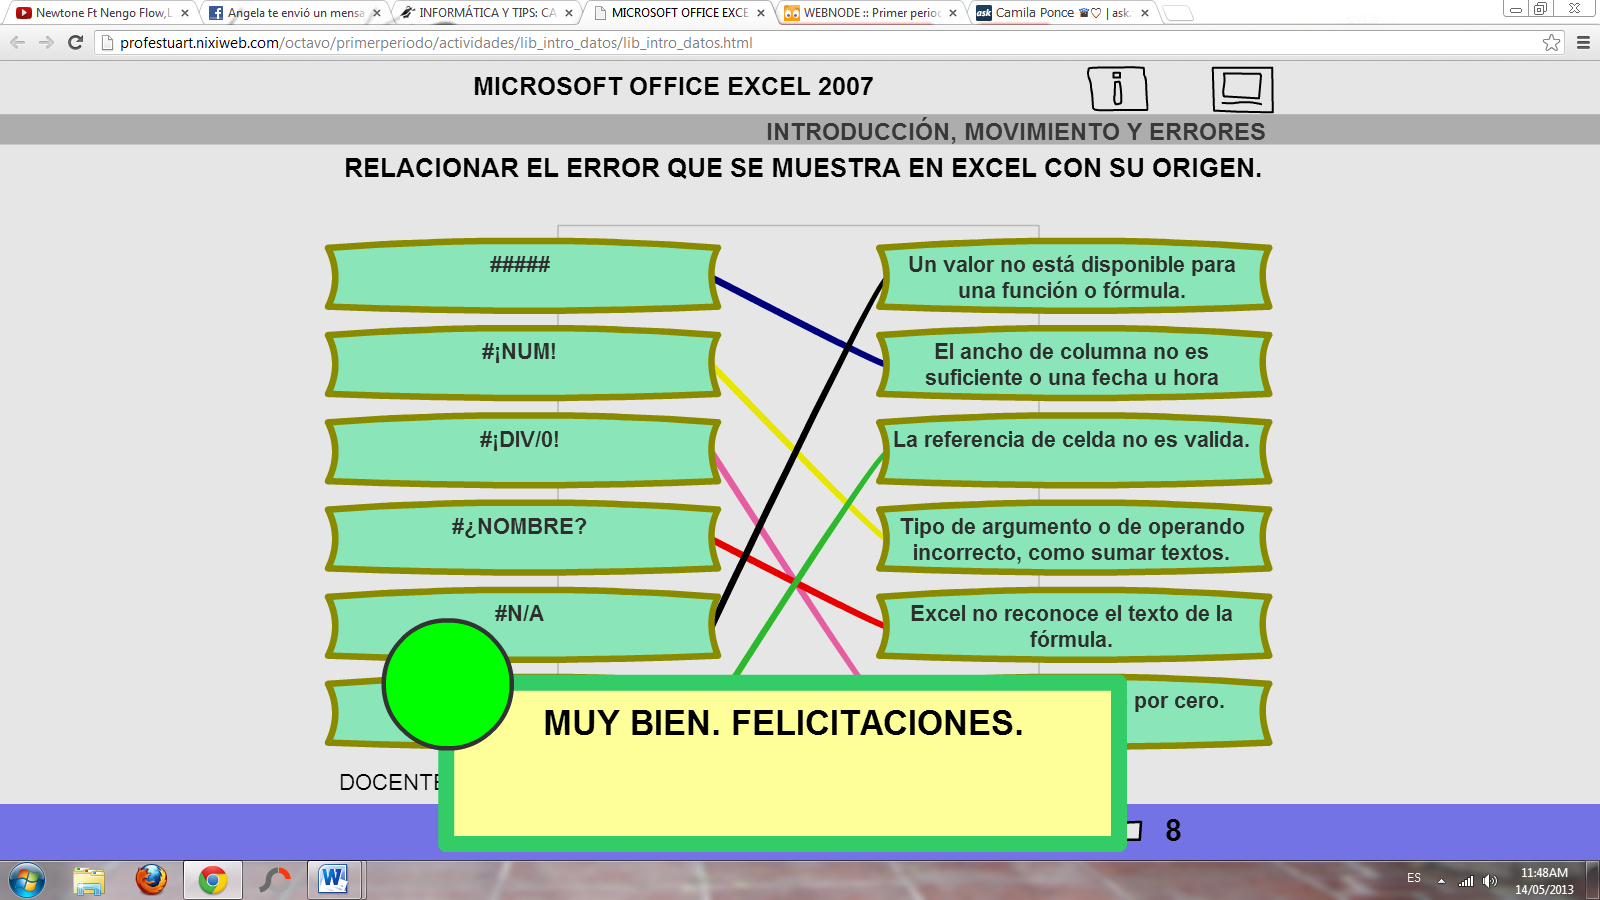 Newtone Ft Nengo Flow,L
Angela te envió un mensa
INFORMÁTICA Y TIPS: CA
MICROSOFT OFFICE EXCE
WEBNODE :: Primer period
ask Camila Ponce ♛♡ | ask.
profestuart.nixiweb.com/octavo/primerperiodo/actividades/lib_intro_datos/lib_intro_datos.html
MICROSOFT OFFICE EXCEL 2007
INTRODUCCIÓN, MOVIMIENTO Y ERRORES
RELACIONAR EL ERROR QUE SE MUESTRA EN EXCEL CON SU ORIGEN.
#####
Un valor no está disponible para
una función o fórmula.
#¡NUM!
El ancho de columna no es
suficiente o una fecha u hora
#¡DIV/0!
La referencia de celda no es valida.
#¿NOMBRE?
Tipo de argumento o de operando
incorrecto, como sumar textos.
#N/A
Excel no reconoce el texto de la
fórmula.
por cero.
MUY BIEN. FELICITACIONES.
DOCENTE
8
ES
11:48AM
14/05/2013